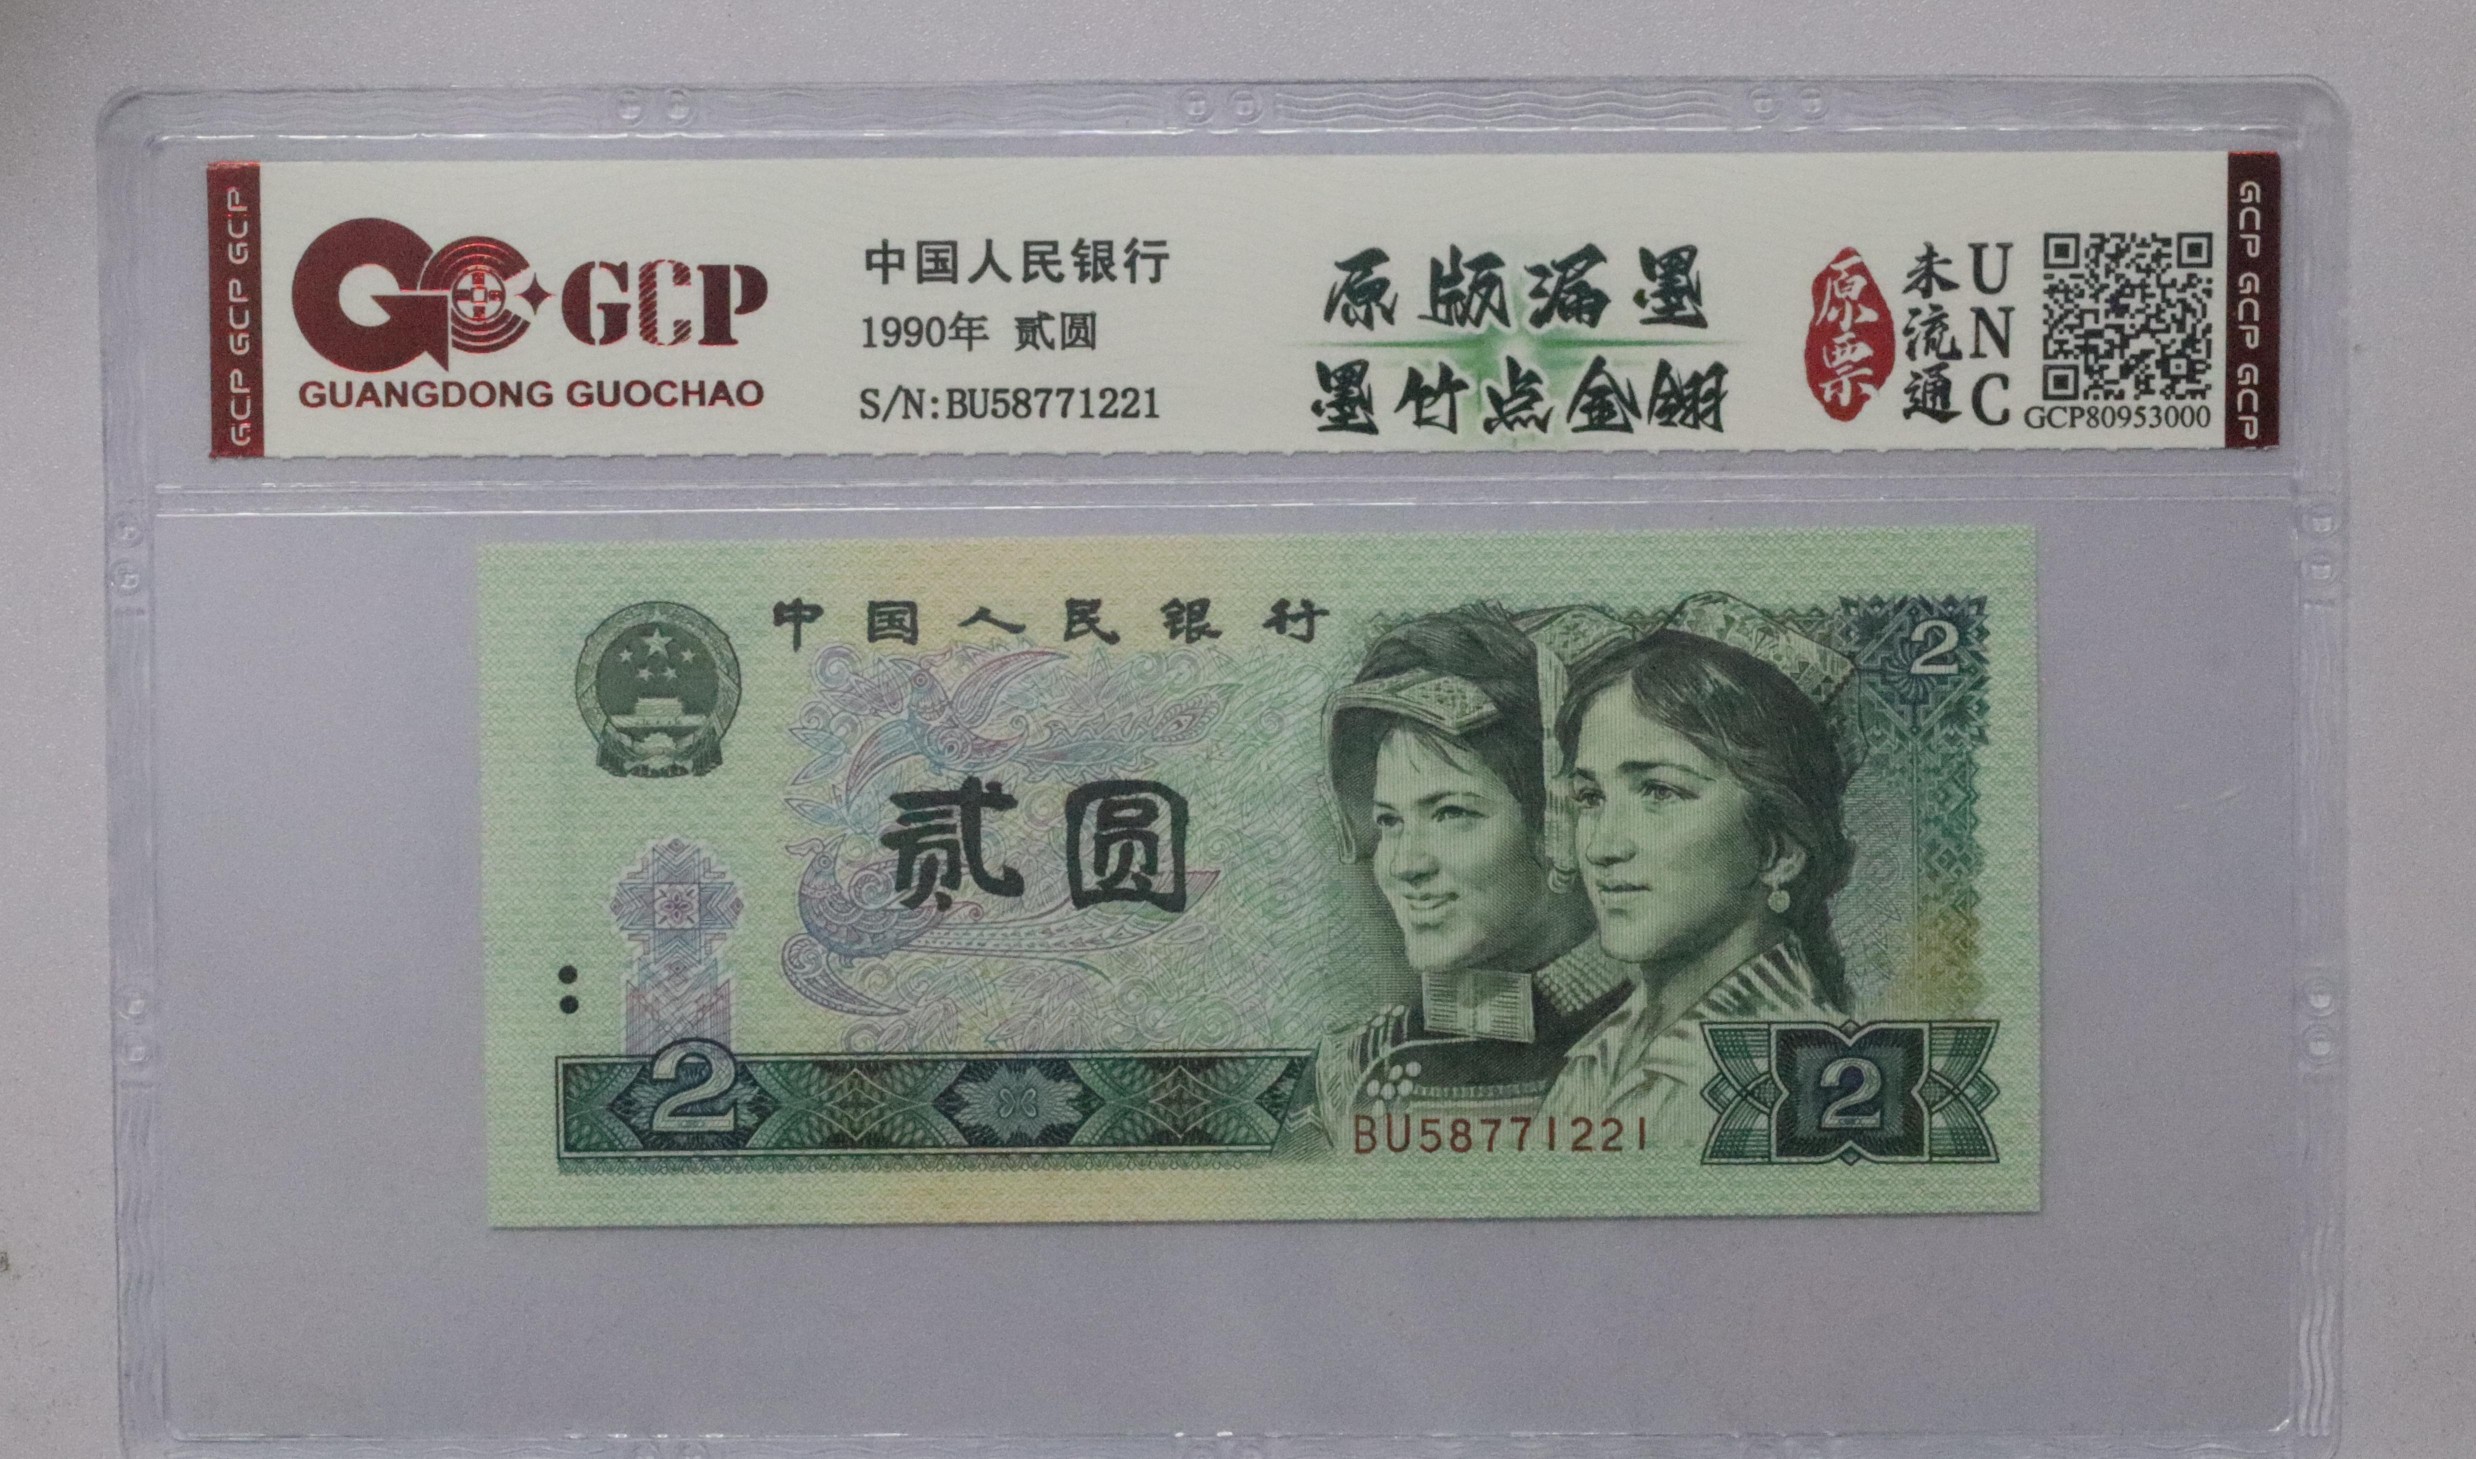 GCP GCP GCP
GCP
GUANGDONG GUOCHAO
中国人民银行
1990年 贰圆
S/N:BU58771221
原版漏墨
墨竹点金翎
原票
未流通
UNC
GCP80953000
GCP GCP GCP
中国人民银行
2
贰圆
2
BU58771221
2